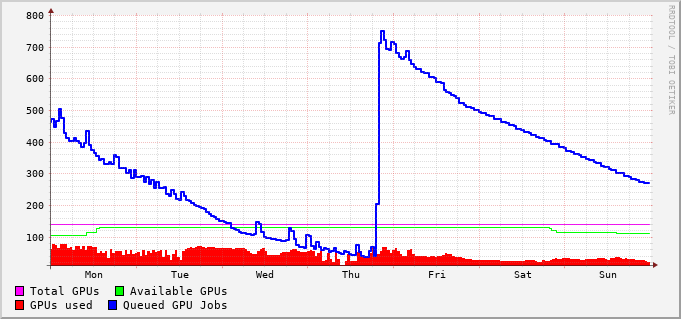 800
700
600
500
400
300
200
100
Mon Tue Wed Thu Fri Sat Sun
Total GPUs Available GPUs
GPUs used Queued GPU Jobs
RRDTOOL / TOBI OETIKER